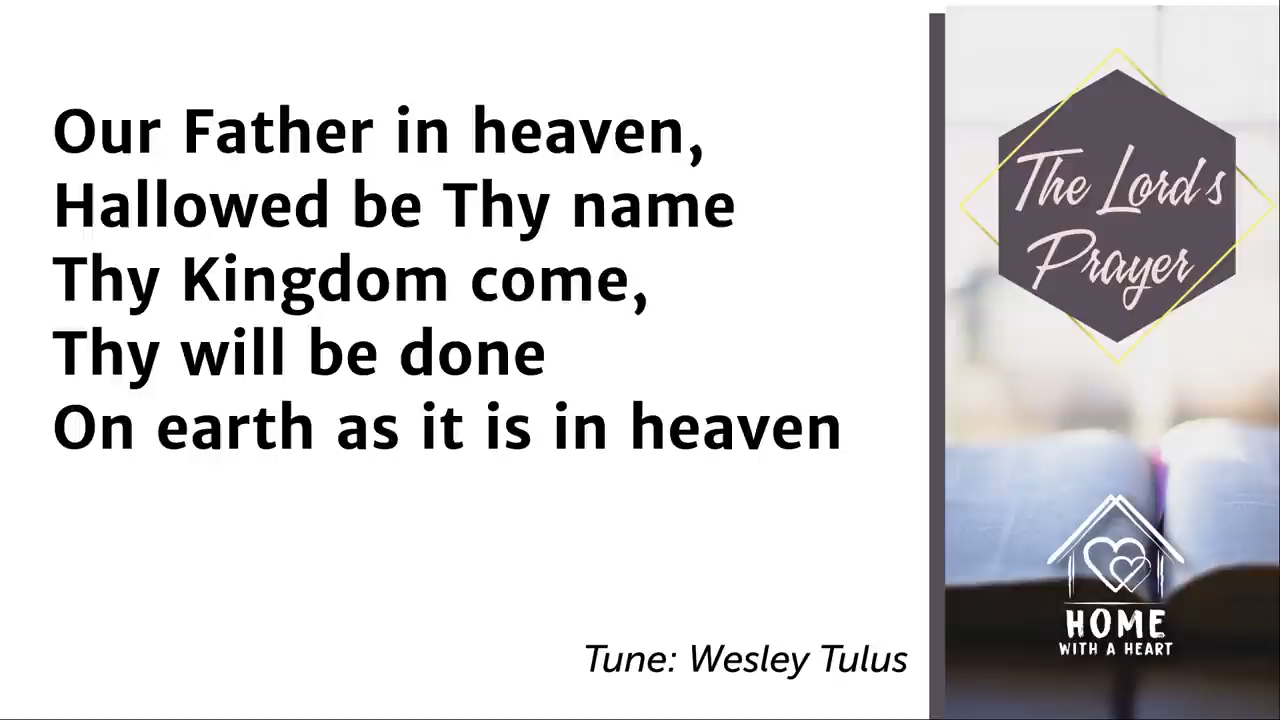 Our Father in heaven,
Hallowed be Thy name
Thy Kingdom come,
Thy will be done
On earth as it is in heaven
Tune: Wesley Tulus
The Lord's
Prayer
HOME
WITH A HEART